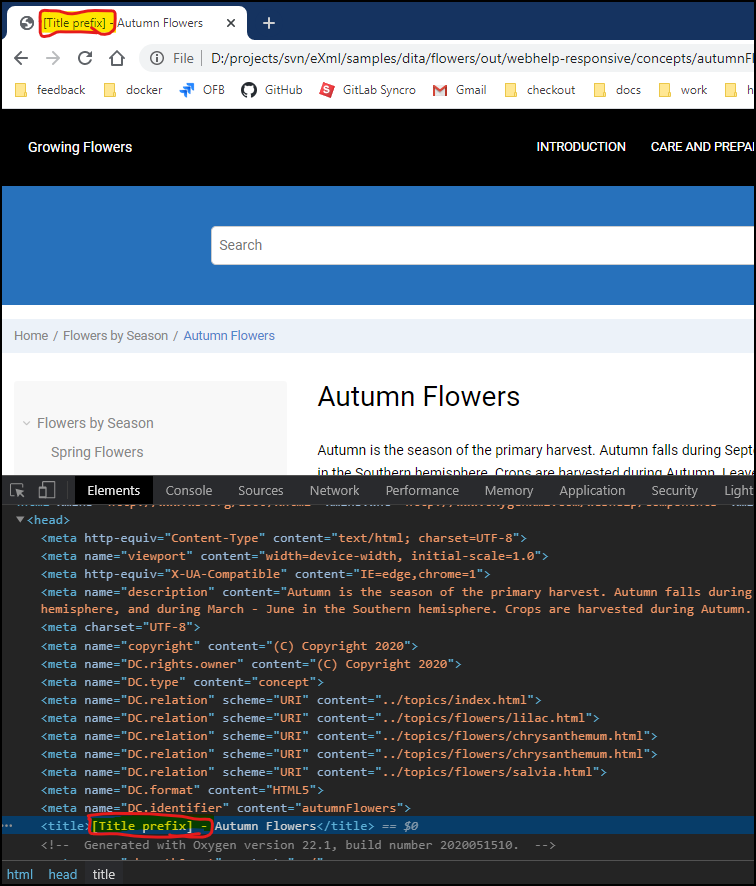 [Title prefix] - Autumn Flowers
File D:/projects/svn/eXml/samples/dita/flowers/out/webhelp-responsive/concepts/autumnFl
feedback docker OFB GitHub GitLab Syncro Gmail checkout docs work h
Growing Flowers INTRODUCTION CARE AND PREPA
Search
Home / Flowers by Season / Autumn Flowers
Autumn Flowers
Flowers by Season
Spring Flowers
Autumn is the season of the primary harvest. Autumn falls during Septe
in the Southern hemisphere. Crops are harvested during Autumn. Leave
Elements Console Sources Network Performance Memory Application Security Light
<head>
<meta http-equiv="Content-Type" content="text/html; charset=UTF-8">
<meta name="viewport" content="width=device-width, initial-scale=1.0">
<meta http-equiv="X-UA-Compatible" content="IE=edge,chrome=1">
<meta name="description" content="Autumn is the season of the primary harvest. Autumn falls during
hemisphere, and during March - June in the Southern hemisphere. Crops are harvested during Autumn.
<meta charset="UTF-8">
<meta name="copyright" content="(C) Copyright 2020">
<meta name="DC.rights.owner" content="(C) Copyright 2020">
<meta name="DC.type" content="concept">
<meta name="DC.relation" scheme="URI" content="../topics/index.html">
<meta name="DC.relation" scheme="URI" content="../topics/flowers/lilac.html">
<meta name="DC.relation" scheme="URI" content="../topics/flowers/chrysanthemum.html">
<meta name="DC.relation" scheme="URI" content="../topics/flowers/chrysanthemum.html">
<meta name="DC.relation" scheme="URI" content="../topics/flowers/salvia.html">
<meta name="DC.format" content="HTML5">
<meta name="DC.identifier" content="autumnFlowers">
<title>[Title prefix] - Autumn Flowers</title> == $0
<!-- Generated with Oxygen version 22.1, build number 2020051510. -->
html head title